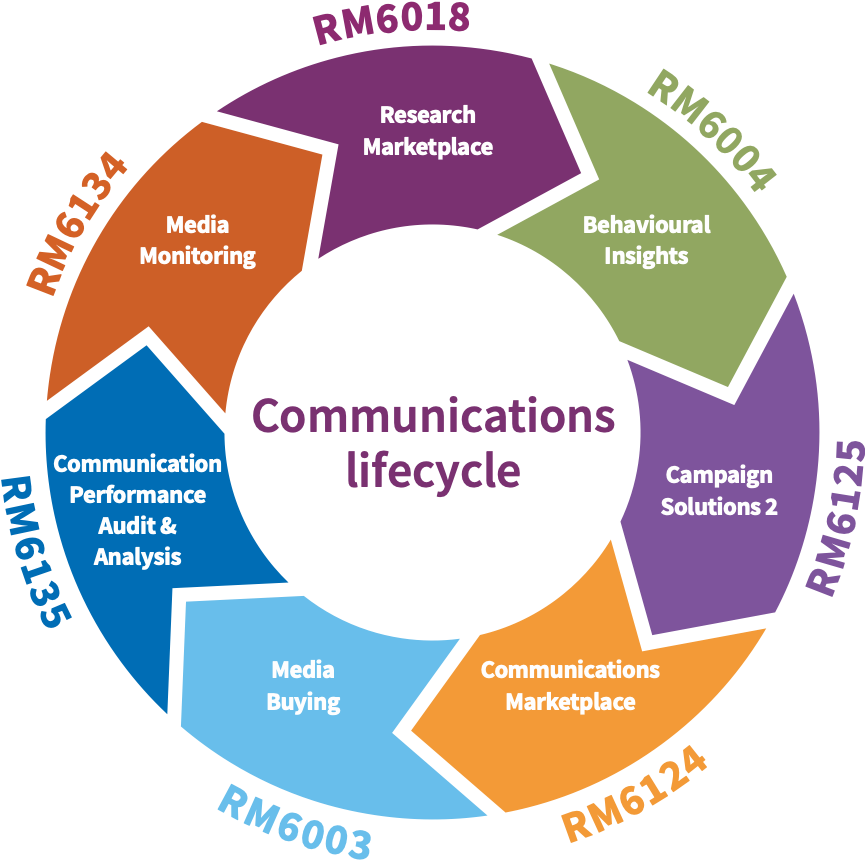 RM6018
Research
Marketplace
RM6004
Behavioural
Insights
RM6125
Campaign
Solutions 2
RM6124
Communications
Marketplace
RM6003
Media
Buying
RM6135
Communication
Performance
Audit &
Analysis
RM6134
Media
Monitoring
Communications
lifecycle